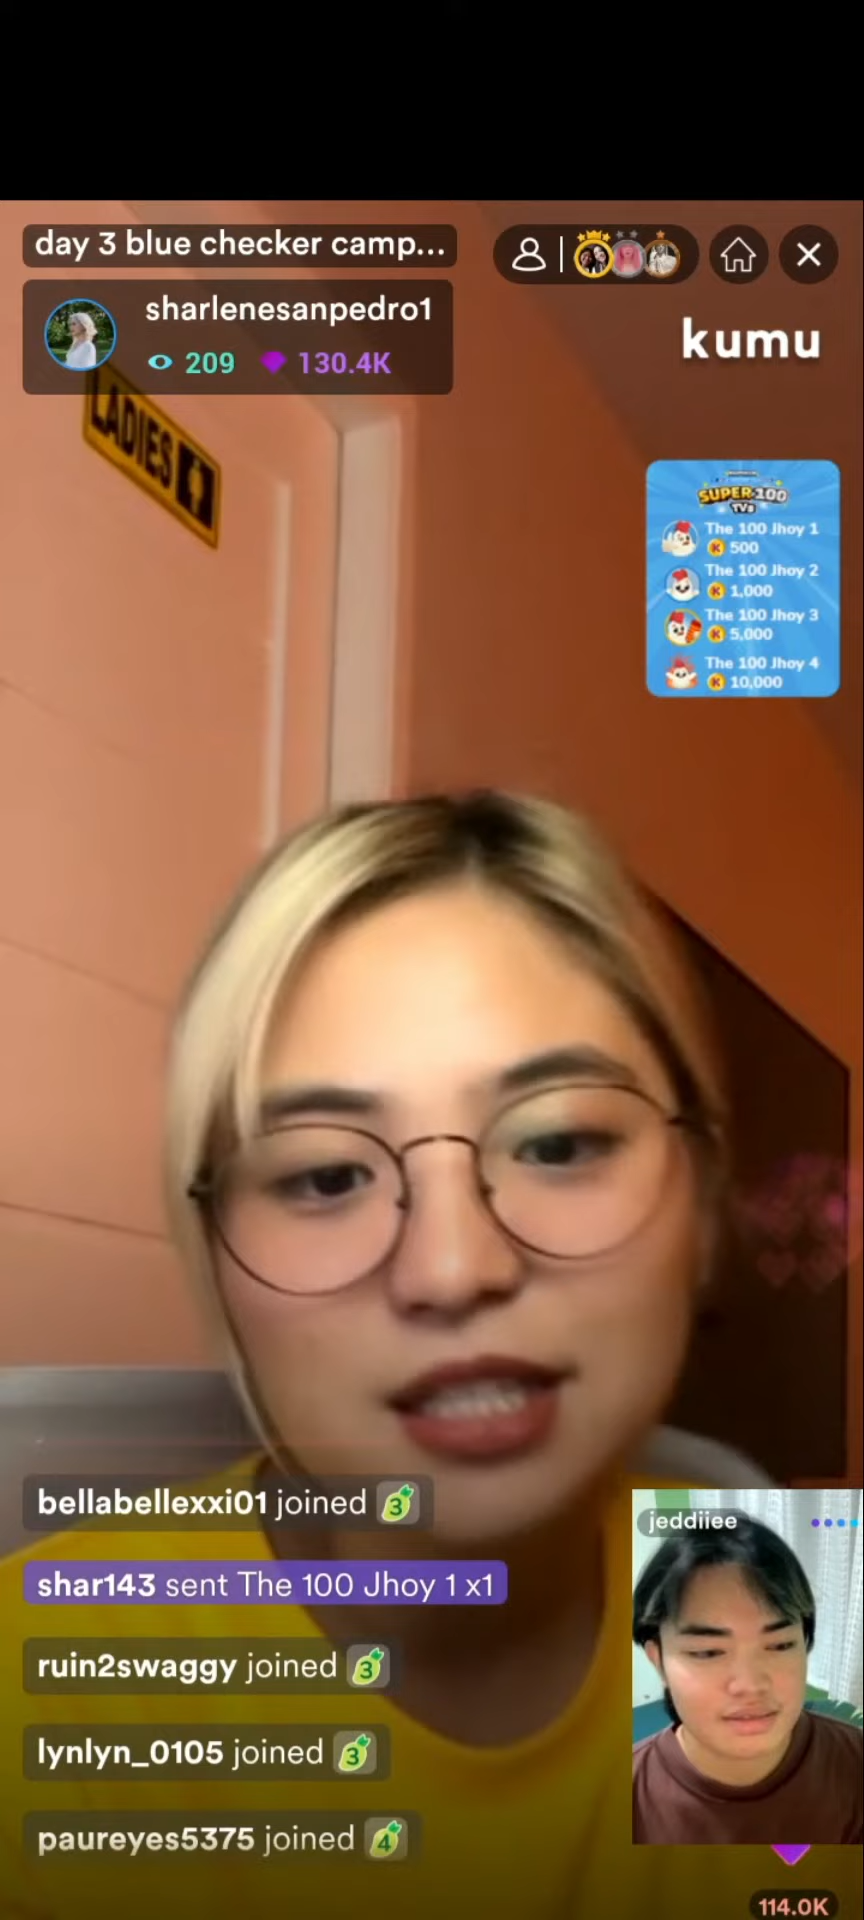 day 3 blue checker camp...
sharlenesanpedro1
209 130.4K
kumu
LADIES
SUPER 100
TVs
The 100 Jhoy 1
K 500
The 100 Jhoy 2
K 1,000
The 100 Jhoy 3
K 5,000
The 100 Jhoy 4
K 10,000
bellabellexxi01 joined 3
shar143 sent The 100 Jhoy 1 x1
ruin2swaggy joined 3
lynlyn_0105 joined 3
paureyes5375 joined 4
jeddiiee
114.0K